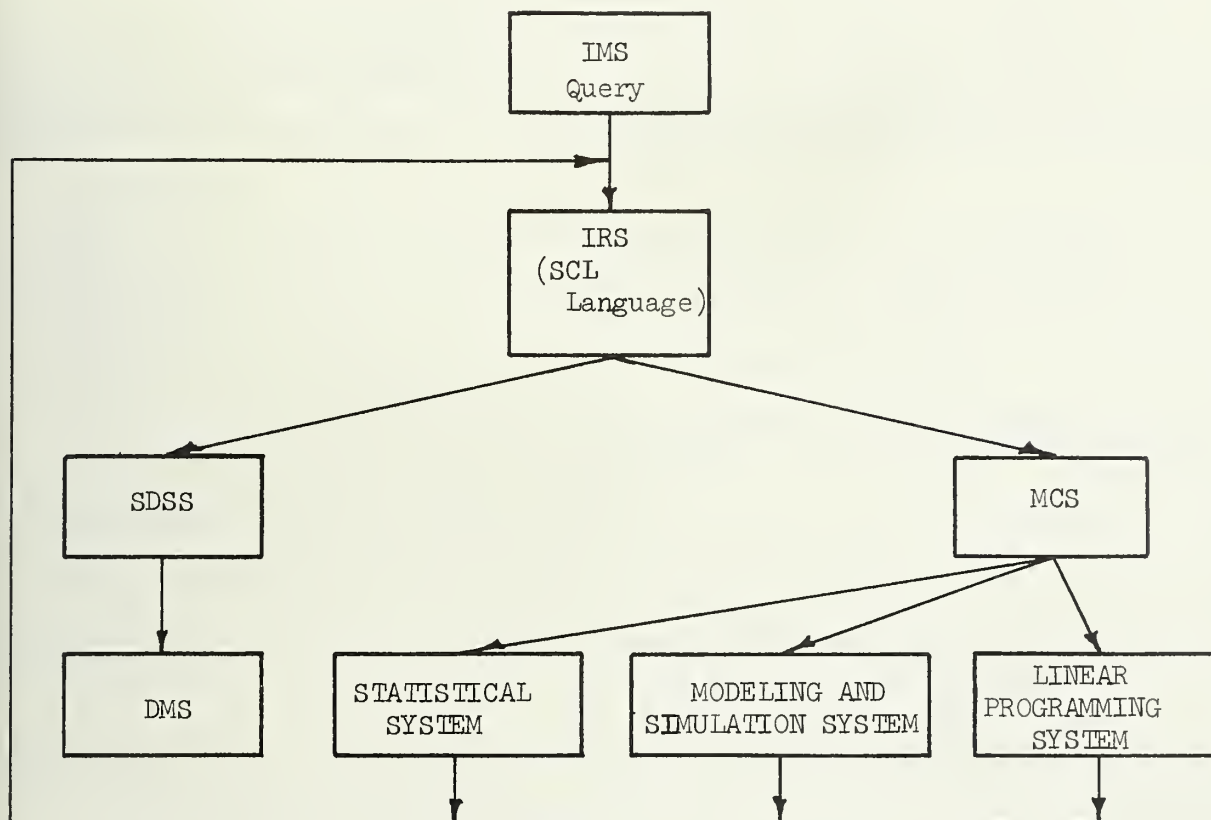 IMS
Query
IRS
(SCL
Language)
SDSS
MCS
DMS
STATISTICAL
SYSTEM
MODELING AND
SIMULATION SYSTEM
LINEAR
PROGRAMMING
SYSTEM